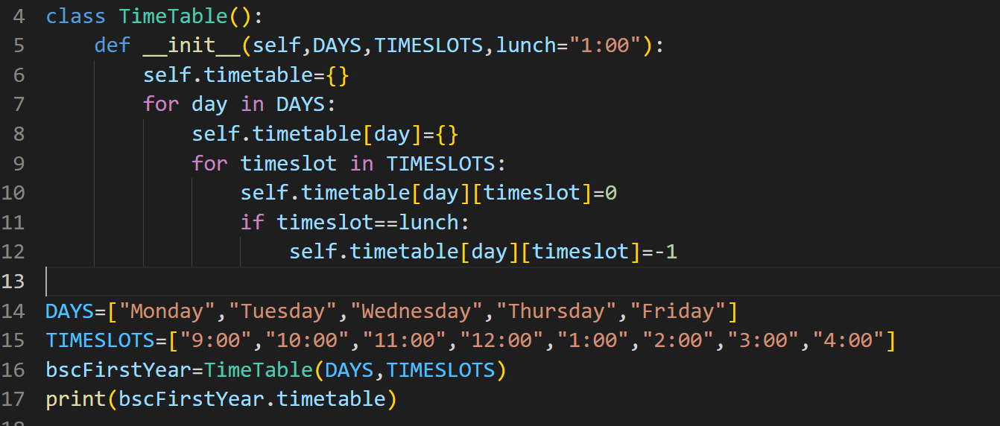 4 class TimeTable():
5     def __init__(self,DAYS,TIMESLOTS,lunch="1:00"):
6         self.timetable={}
7         for day in DAYS:
8             self.timetable[day]={}
9             for timeslot in TIMESLOTS:
10                 self.timetable[day][timeslot]=0
11                 if timeslot==lunch:
12                     self.timetable[day][timeslot]=-1
13
14 DAYS=["Monday","Tuesday","Wednesday","Thursday","Friday"]
15 TIMESLOTS=["9:00","10:00","11:00","12:00","1:00","2:00","3:00","4:00"]
16 bscFirstYear=TimeTable(DAYS,TIMESLOTS)
17 print(bscFirstYear.timetable)